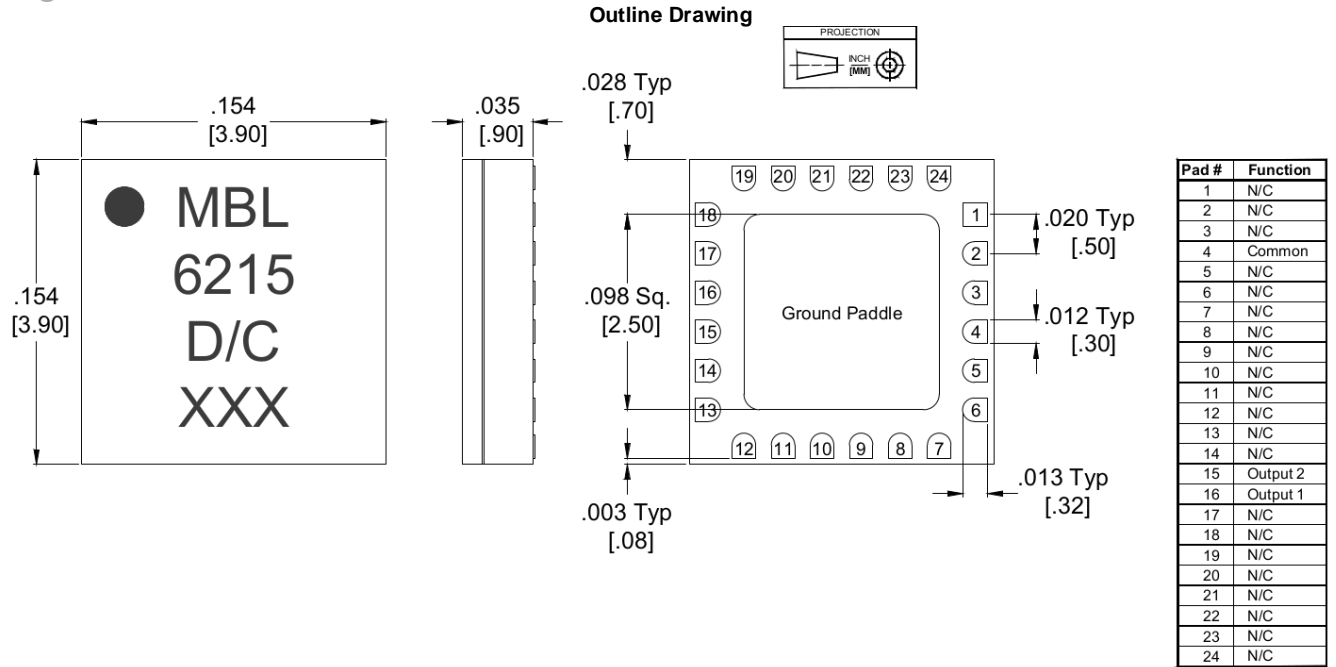 Outline Drawing
PROJECTION
INCH
[MM]
.154
[3.90]
.154
[3.90]
MBL
6215
D/C
XXX
.035
[.90]
.028 Typ
[.70]
.098 Sq.
[2.50]
.003 Typ
[.08]
19 20 21 22 23 24
18
17
16
15
14
13
Ground Paddle
1
2
3
4
5
6
12 11 10 9 8 7
.020 Typ
[.50]
.012 Typ
[.30]
.013 Typ
[.32]
Pad # Function
1 N/C
2 N/C
3 N/C
4 Common
5 N/C
6 N/C
7 N/C
8 N/C
9 N/C
10 N/C
11 N/C
12 N/C
13 N/C
14 N/C
15 Output 2
16 Output 1
17 N/C
18 N/C
19 N/C
20 N/C
21 N/C
22 N/C
23 N/C
24 N/C